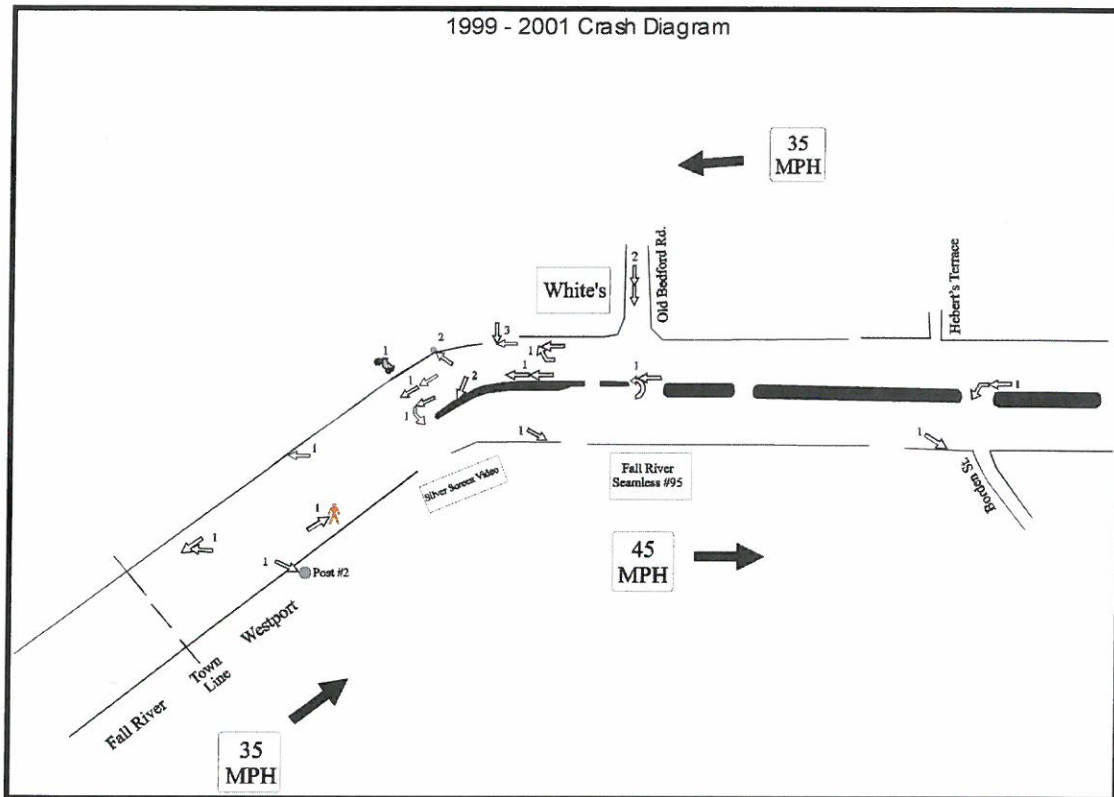 1999 - 2001 Crash Diagram
35
MPH
Old Bedford Rd.
Hebert's Terrace
2
White's
3
2
1
1
1
1
2
1
1
1
1
1
1
Silver Screen Video
Fall River
Seamless #95
Borden St.
1
1
1
1
Post #2
45
MPH
Westport
Town
Line
Fall River
35
MPH